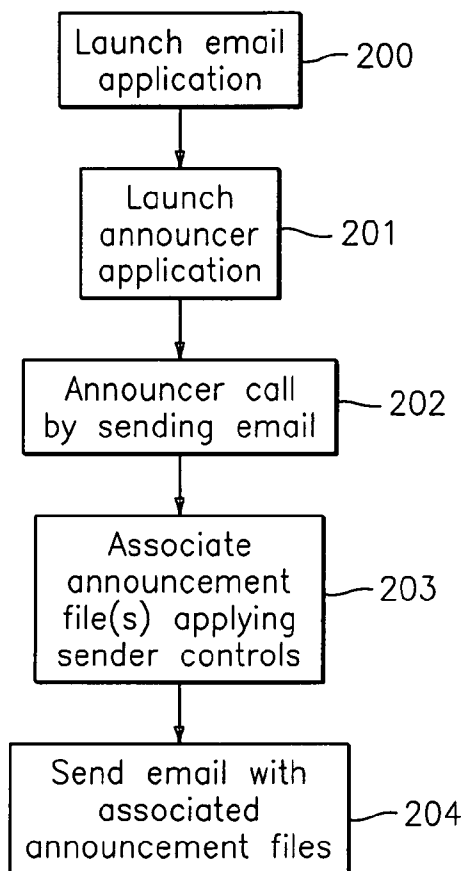 Launch email
application
200
Launch
announcer
application
201
Announcer call
by sending email
202
Associate
announcement
file(s) applying
sender controls
203
Send email with
associated
announcement files
204